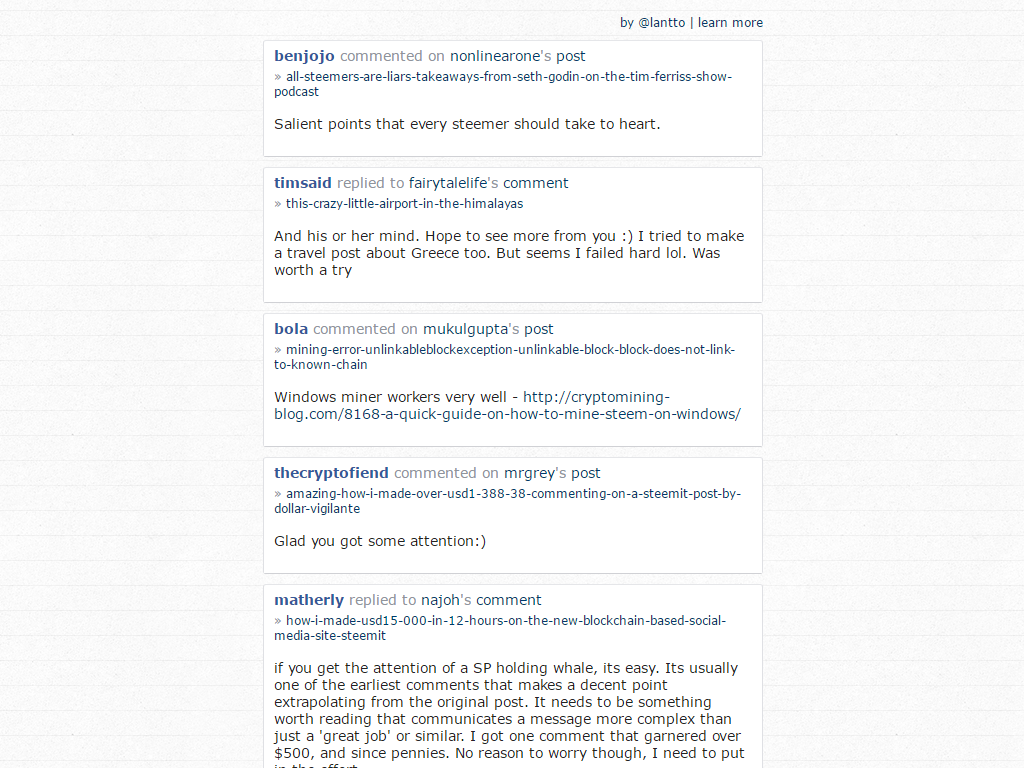 by @lantto | learn more
benjojo commented on nonlinearone's post
» all-steemers-are-liars-takeaways-from-seth-godin-on-the-tim-ferriss-show-
podcast
Salient points that every steemer should take to heart.
timsaid replied to fairytalelife's comment
» this-crazy-little-airport-in-the-himalayas
And his or her mind. Hope to see more from you :) I tried to make
a travel post about Greece too. But seems I failed hard lol. Was
worth a try
bola commented on mukulgupta's post
» mining-error-unlinkableblockexception-unlinkable-block-block-does-not-link-
to-known-chain
Windows miner workers very well - http://cryptomining-
blog.com/8168-a-quick-guide-on-how-to-mine-steem-on-windows/
thecryptofiend commented on mrgrey's post
» amazing-how-i-made-over-usd1-388-38-commenting-on-a-steemit-post-by-
dollar-vigilante
Glad you got some attention:)
matherly replied to najoh's comment
» how-i-made-usd15-000-in-12-hours-on-the-new-blockchain-based-social-
media-site-steemit
if you get the attention of a SP holding whale, its easy. Its usually
one of the earliest comments that makes a decent point
extrapolating from the original post. It needs to be something
worth reading that communicates a message more complex than
just a 'great job' or similar. I got one comment that garnered over
$500, and since pennies. No reason to worry though, I need to put
in the effort